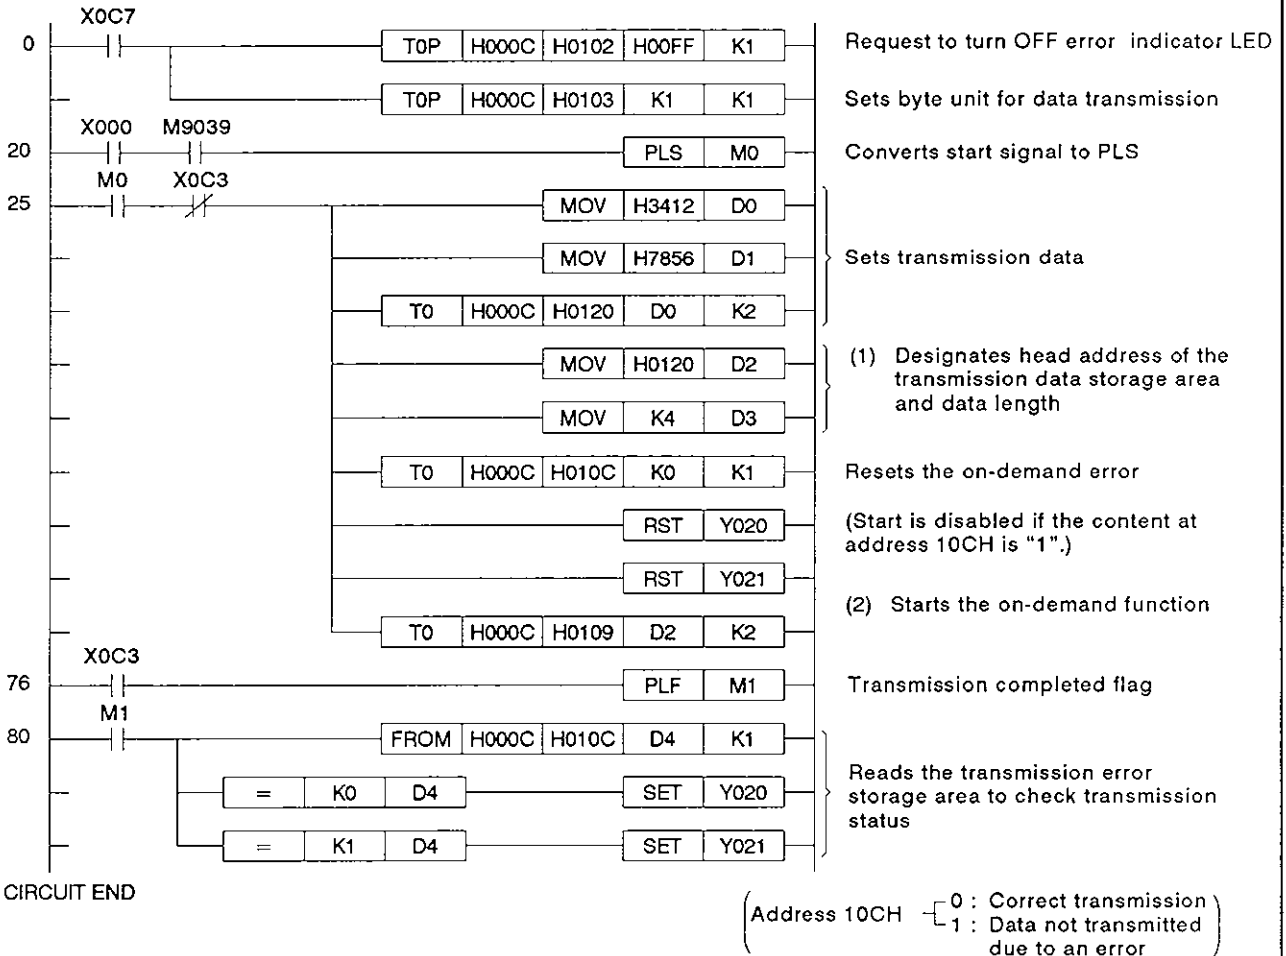 X0C7
0 T0P H000C H0102 H00FF K1 Request to turn OFF error indicator LED
T0P H000C H0103 K1 K1 Sets byte unit for data transmission
X000 M9039
20 PLS M0 Converts start signal to PLS
M0 X0C3
25 MOV H3412 D0
MOV H7856 D1 Sets transmission data
T0 H000C H0120 D0 K2
MOV H0120 D2 (1) Designates head address of the
transmission data storage area
MOV K4 D3 and data length
T0 H000C H010C K0 K1 Resets the on-demand error
RST Y020 (Start is disabled if the content at
address 10CH is "1".)
RST Y021
(2) Starts the on-demand function
T0 H000C H0109 D2 K2
X0C3
76 PLF M1 Transmission completed flag
M1
80 FROM H000C H010C D4 K1
Reads the transmission error
= K0 D4 SET Y020 storage area to check transmission
status
= K1 D4 SET Y021
CIRCUIT END
Address 10CH 0 : Correct transmission
1 : Data not transmitted
due to an error